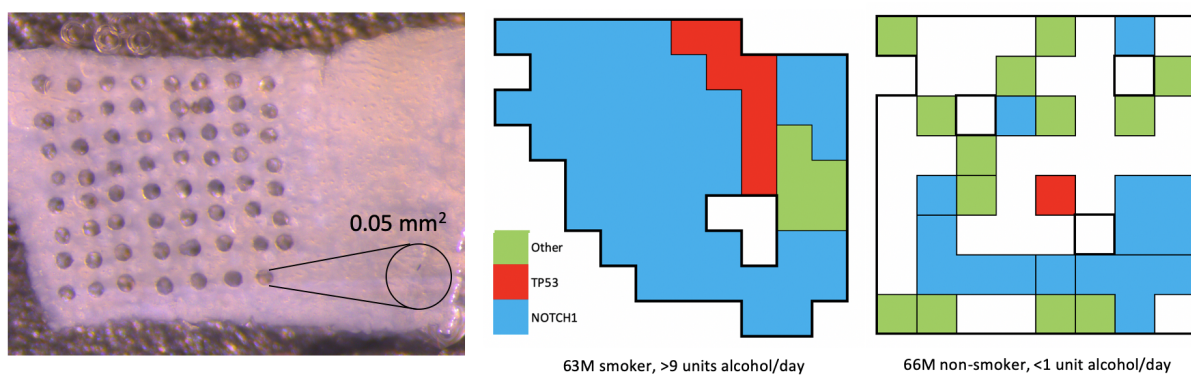 0.05 mm²
Other
TP53
NOTCH1
63M smoker, >9 units alcohol/day
66M non-smoker, <1 unit alcohol/day